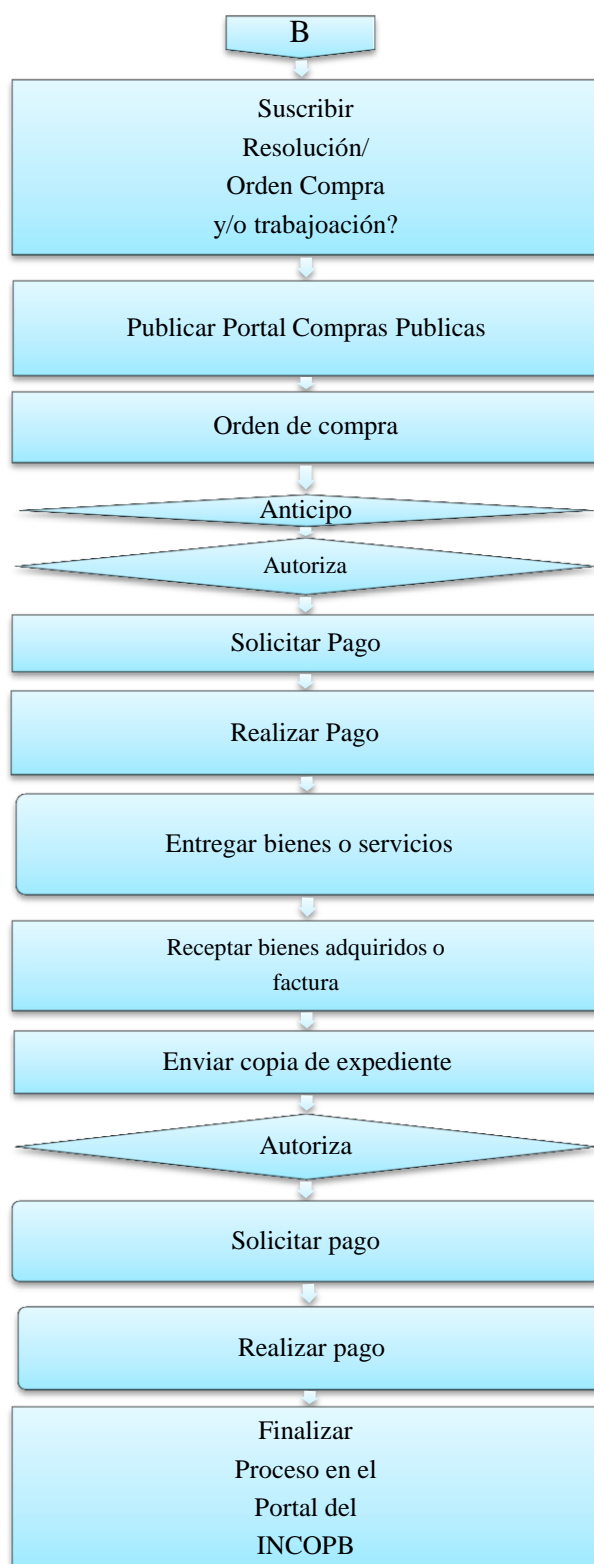 B
Suscribir
Resolución/
Orden Compra
y/o trabajoación?
Publicar Portal Compras Publicas
Orden de compra
Anticipo
Autoriza
Solicitar Pago
Realizar Pago
Entregar bienes o servicios
Receptar bienes adquiridos o
factura
Enviar copia de expediente
Autoriza
Solicitar pago
Realizar pago
Finalizar
Proceso en el
Portal del
INCOPB